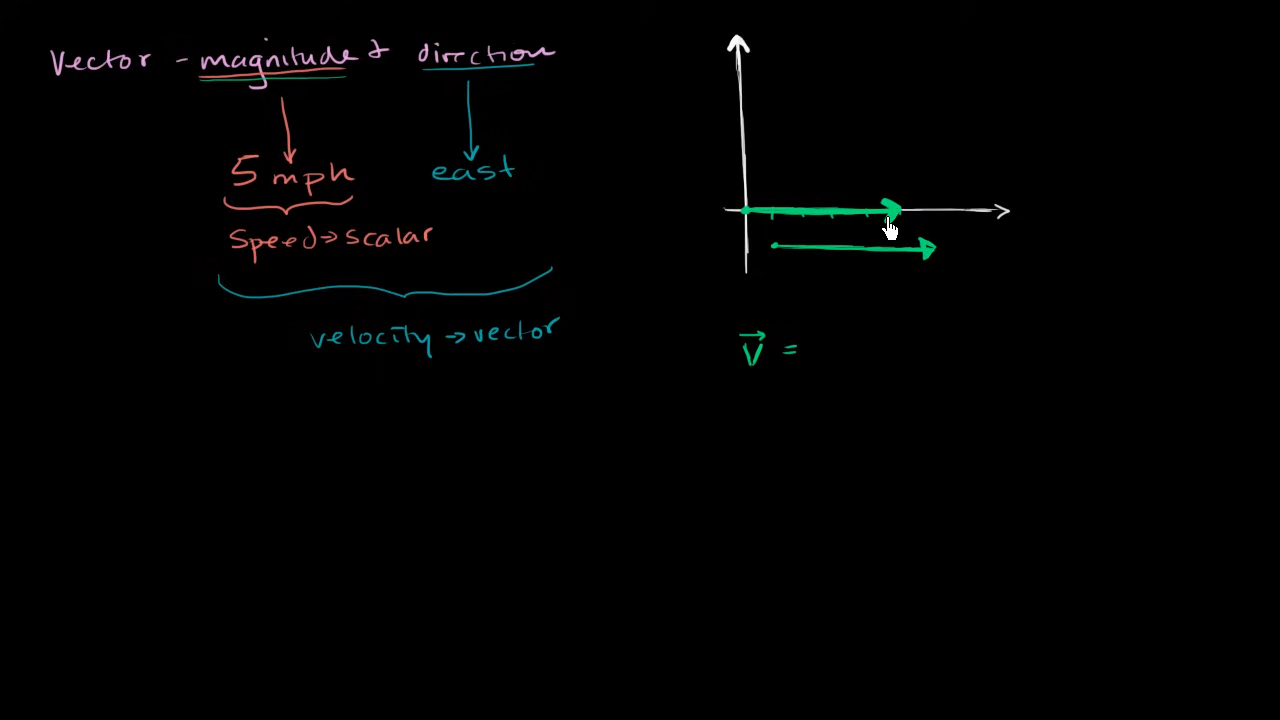 Vector - magnitude & direction
5 mph east
Speed → scalar
velocity → vector
v⃗ =